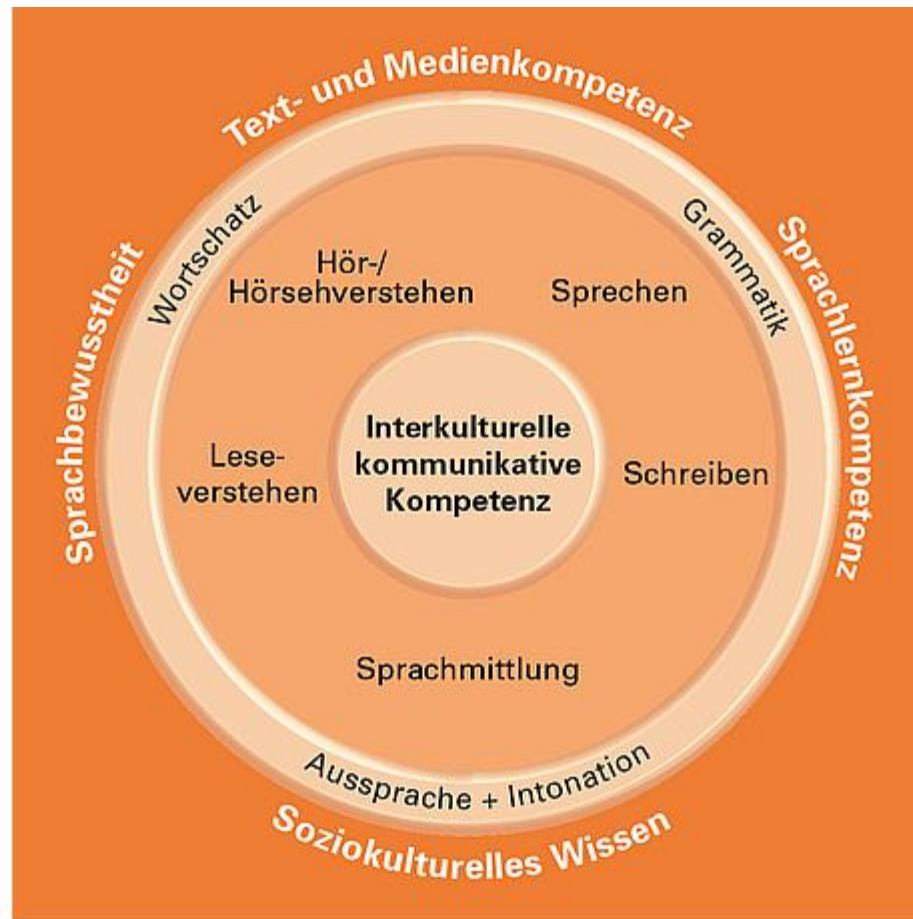 Text- und Medienkompetenz
Sprachbewusstheit
Sprachlernkompetenz
Wortschatz
Grammatik
Hör-/
Hörsehverstehen
Sprechen
Interkulturelle
kommunikative
Kompetenz
Lese-
verstehen
Schreiben
Sprachmittlung
Aussprache + Intonation
Soziokulturelles Wissen